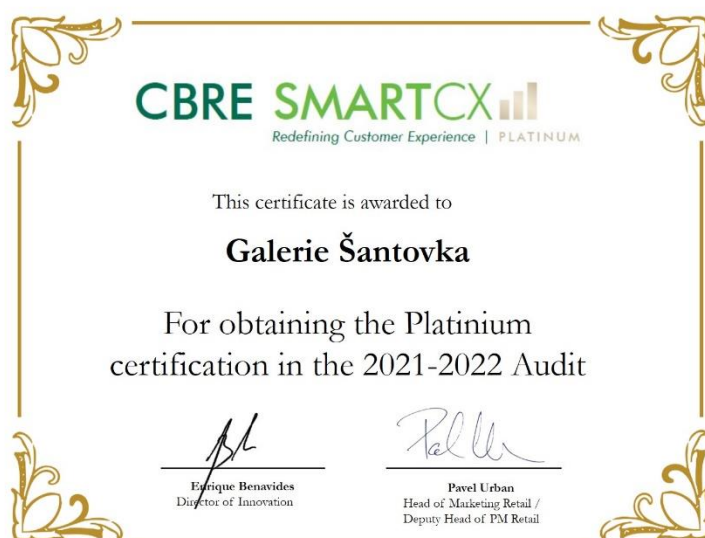 CBRE SMARTCX
Redefining Customer Experience | PLATINUM
This certificate is awarded to
Galerie Šantovka
For obtaining the Platinium
certification in the 2021-2022 Audit
Enrique Benavides
Director of Innovation
Pavel Urban
Head of Marketing Retail /
Deputy Head of PM Retail